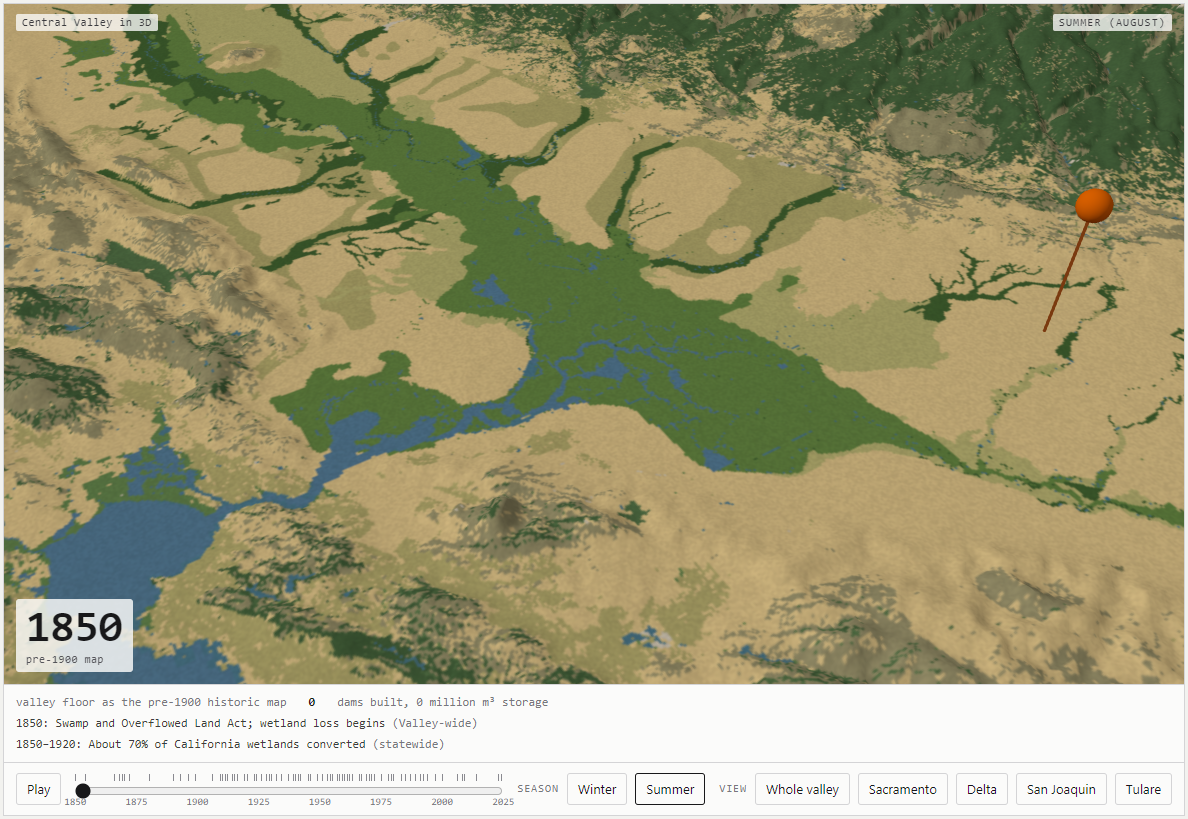 Central Valley in 3D
SUMMER (AUGUST)
1850
pre-1900 map
valley floor as the pre-1900 historic map 0 dams built, 0 million m³ storage
1850: Swamp and Overflowed Land Act; wetland loss begins (Valley-wide)
1850–1920: About 70% of California wetlands converted (statewide)
Play
1850 1875 1900 1925 1950 1975 2000 2025
SEASON Winter Summer VIEW Whole valley Sacramento Delta San Joaquin Tulare